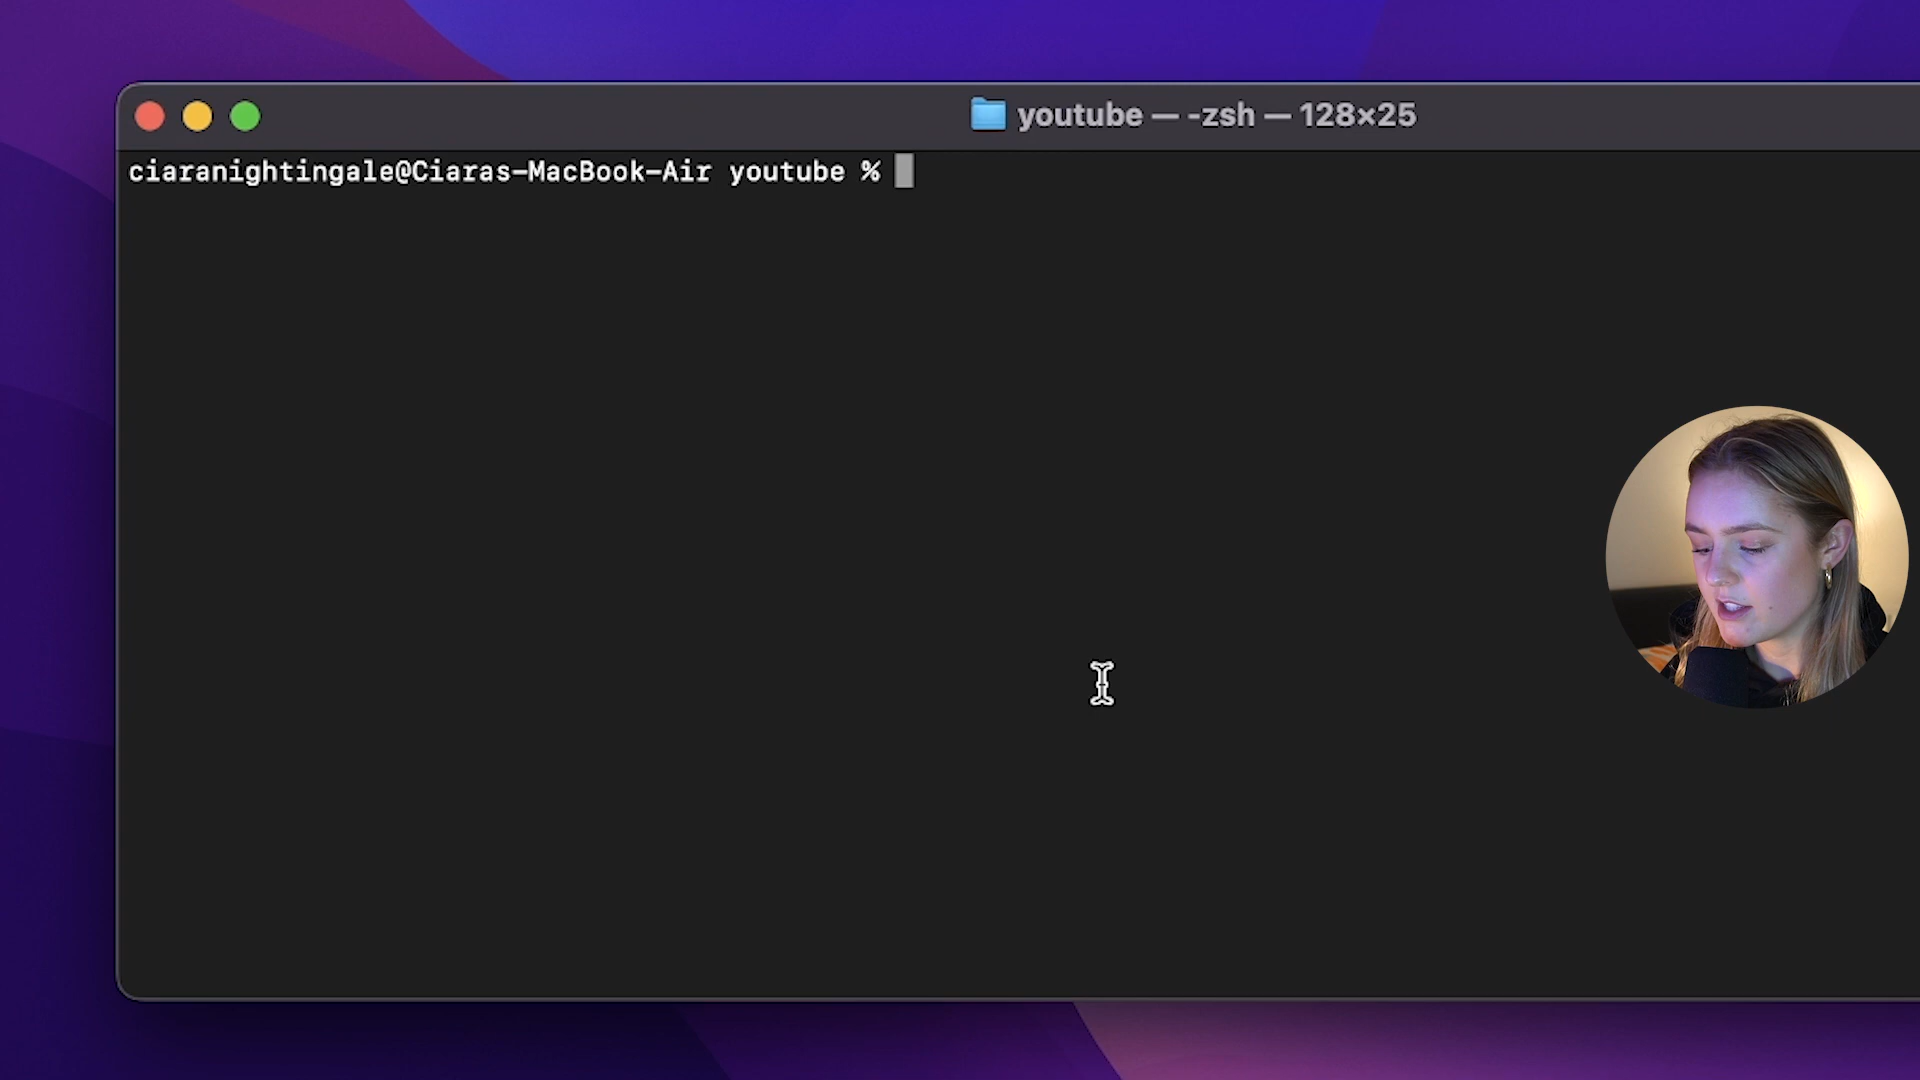 youtube — -zsh — 128×25
ciaranightingale@Ciaras-MacBook-Air youtube %